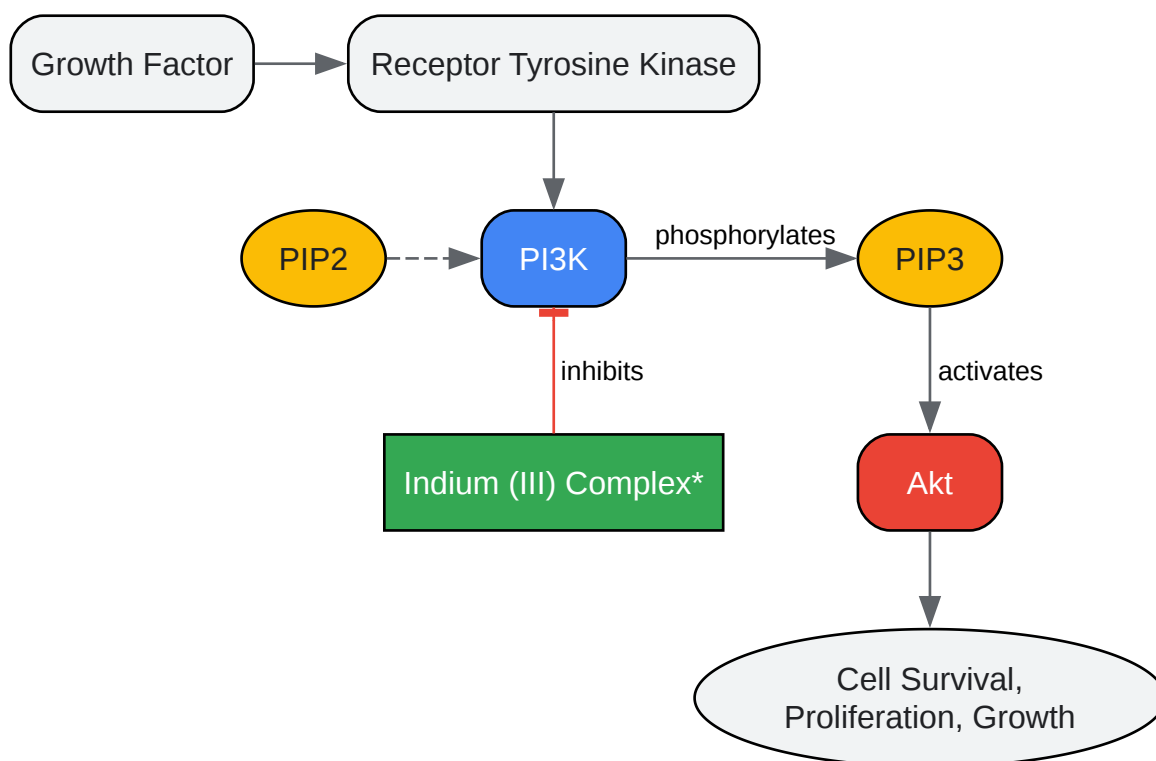 Growth Factor
Receptor Tyrosine Kinase
PIP2
PI3K
phosphorylates
PIP3
inhibits
activates
Indium (III) Complex*
Akt
Cell Survival,
Proliferation, Growth